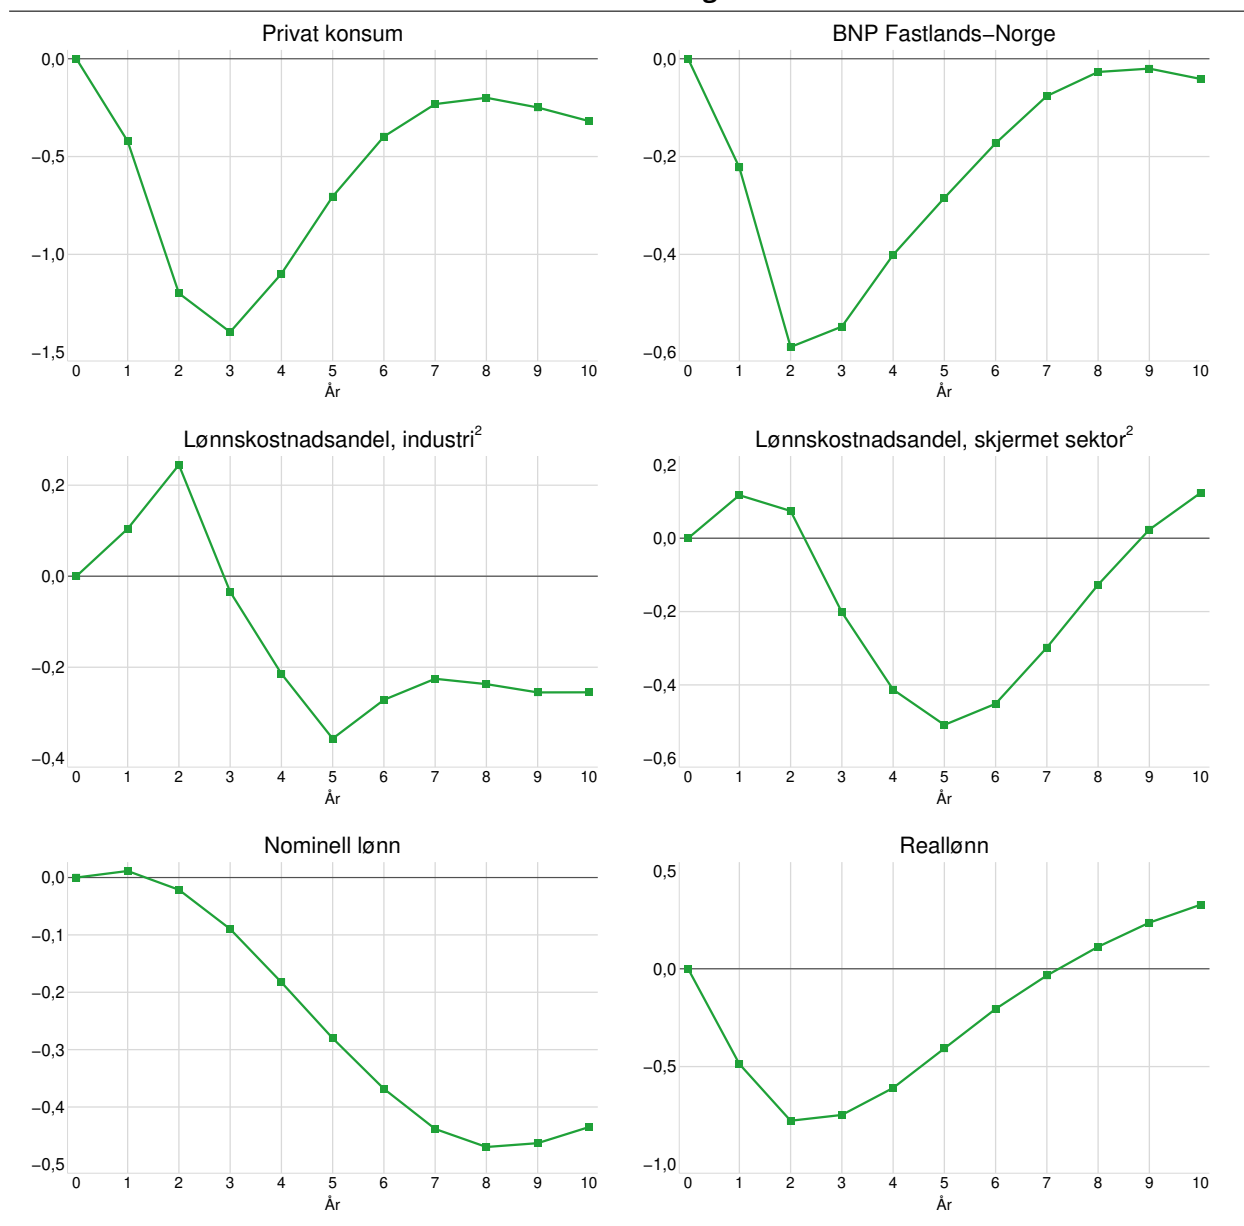 Privat konsum
0,0
−0,5
−1,0
−1,5
0 1 2 3 4 5 6 7 8 9 10
År
BNP Fastlands−Norge
0,0
−0,2
−0,4
−0,6
0 1 2 3 4 5 6 7 8 9 10
År
Lønnskostnadsandel, industri²
0,2
0,0
−0,2
−0,4
0 1 2 3 4 5 6 7 8 9 10
År
Lønnskostnadsandel, skjermet sektor²
0,2
0,0
−0,2
−0,4
−0,6
0 1 2 3 4 5 6 7 8 9 10
År
Nominell lønn
0,0
−0,1
−0,2
−0,3
−0,4
−0,5
0 1 2 3 4 5 6 7 8 9 10
År
Reallønn
0,5
0,0
−0,5
−1,0
0 1 2 3 4 5 6 7 8 9 10
År